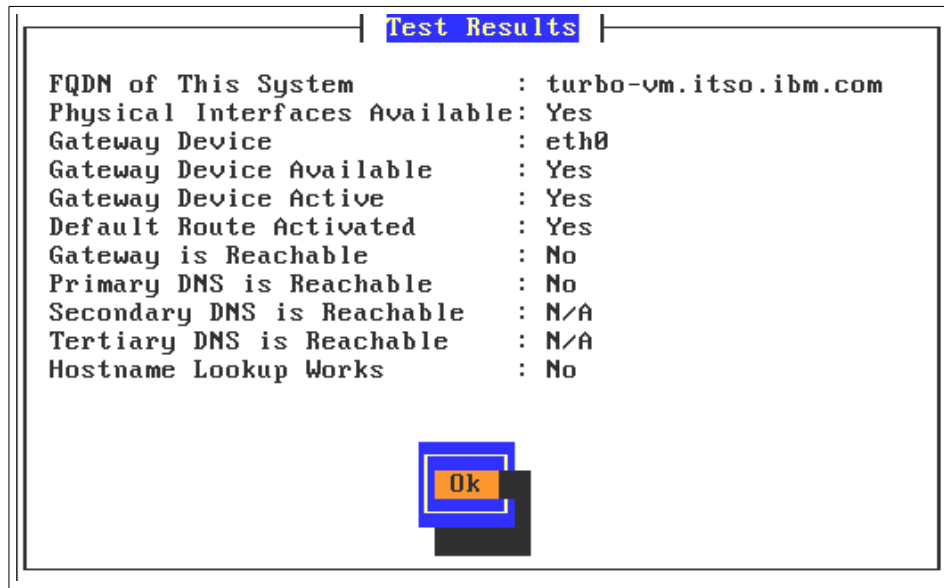 Test Results
FQDN of This System : turbo-vm.itso.ibm.com
Physical Interfaces Available: Yes
Gateway Device : eth0
Gateway Device Available : Yes
Gateway Device Active : Yes
Default Route Activated : Yes
Gateway is Reachable : No
Primary DNS is Reachable : No
Secondary DNS is Reachable : N/A
Tertiary DNS is Reachable : N/A
Hostname Lookup Works : No
Ok